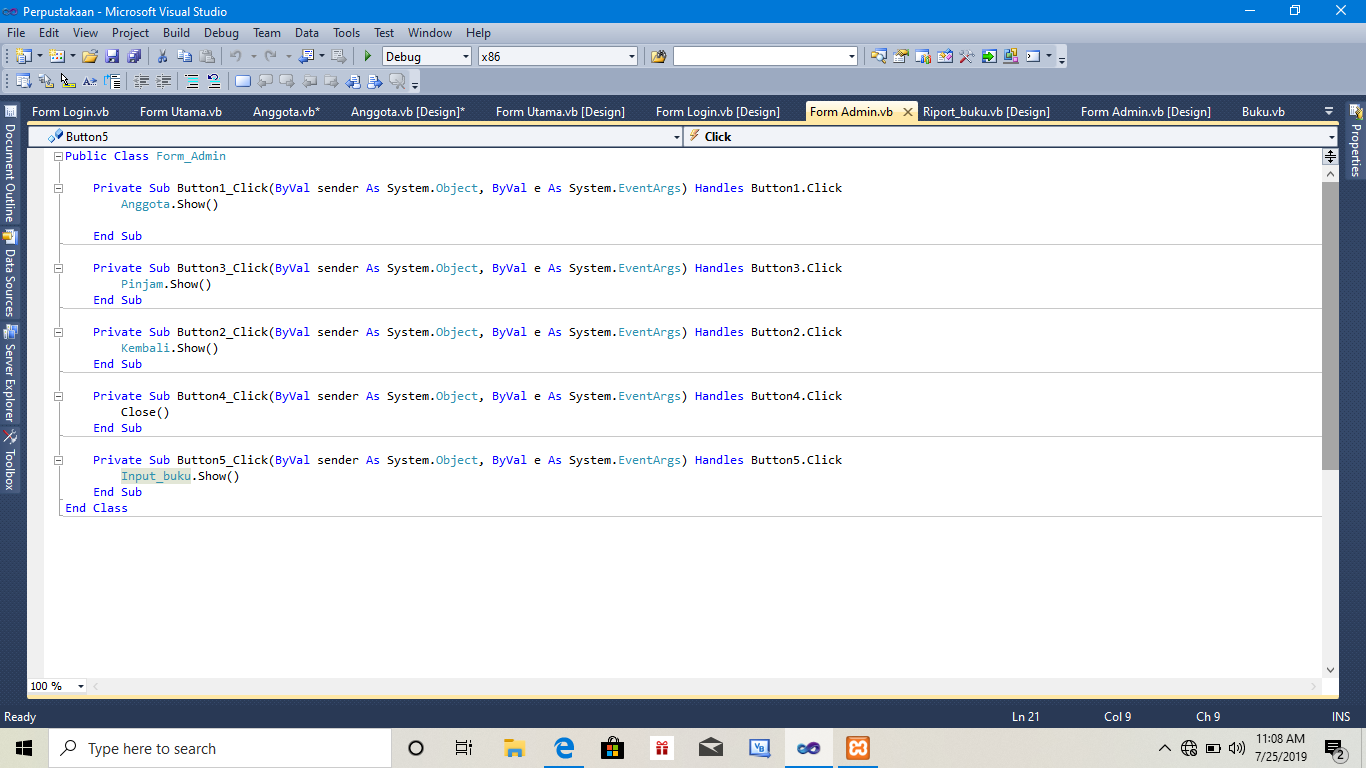 Perpustakaan - Microsoft Visual Studio
File Edit View Project Build Debug Team Data Tools Test Window Help
Debug x86
Form Login.vb Form Utama.vb Anggota.vb* Anggota.vb [Design]* Form Utama.vb [Design] Form Login.vb [Design] Form Admin.vb Riport_buku.vb [Design] Form Admin.vb [Design] Buku.vb
Button5 Click
Document Outline
Data Sources
Server Explorer
Toolbox
Properties
Public Class Form_Admin
Private Sub Button1_Click(ByVal sender As System.Object, ByVal e As System.EventArgs) Handles Button1.Click
Anggota.Show()
End Sub
Private Sub Button3_Click(ByVal sender As System.Object, ByVal e As System.EventArgs) Handles Button3.Click
Pinjam.Show()
End Sub
Private Sub Button2_Click(ByVal sender As System.Object, ByVal e As System.EventArgs) Handles Button2.Click
Kembali.Show()
End Sub
Private Sub Button4_Click(ByVal sender As System.Object, ByVal e As System.EventArgs) Handles Button4.Click
Close()
End Sub
Private Sub Button5_Click(ByVal sender As System.Object, ByVal e As System.EventArgs) Handles Button5.Click
Input_buku.Show()
End Sub
End Class
100 %
Ready Ln 21 Col 9 Ch 9 INS
Type here to search
11:08 AM
7/25/2019
2